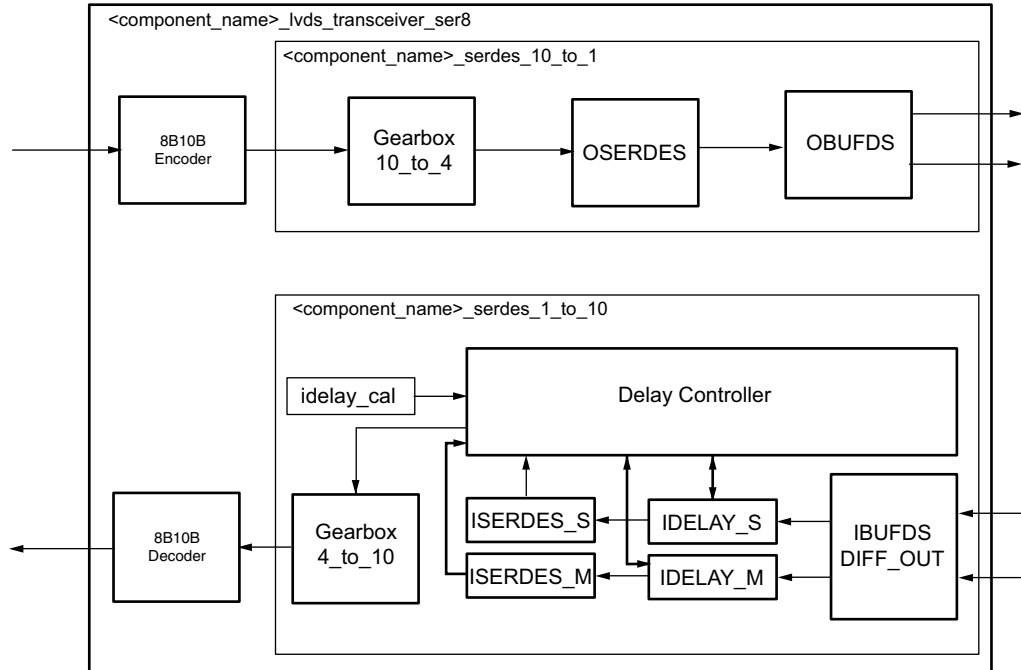 <component_name>_lvds_transceiver_ser8
<component_name>_serdes_10_to_1
8B10B
Encoder
Gearbox
10_to_4
OSERDES
OBUFDS
<component_name>_serdes_1_to_10
idelay_cal
Delay Controller
8B10B
Decoder
Gearbox
4_to_10
ISERDES_S
IDELAY_S
ISERDES_M
IDELAY_M
IBUFDS
DIFF_OUT